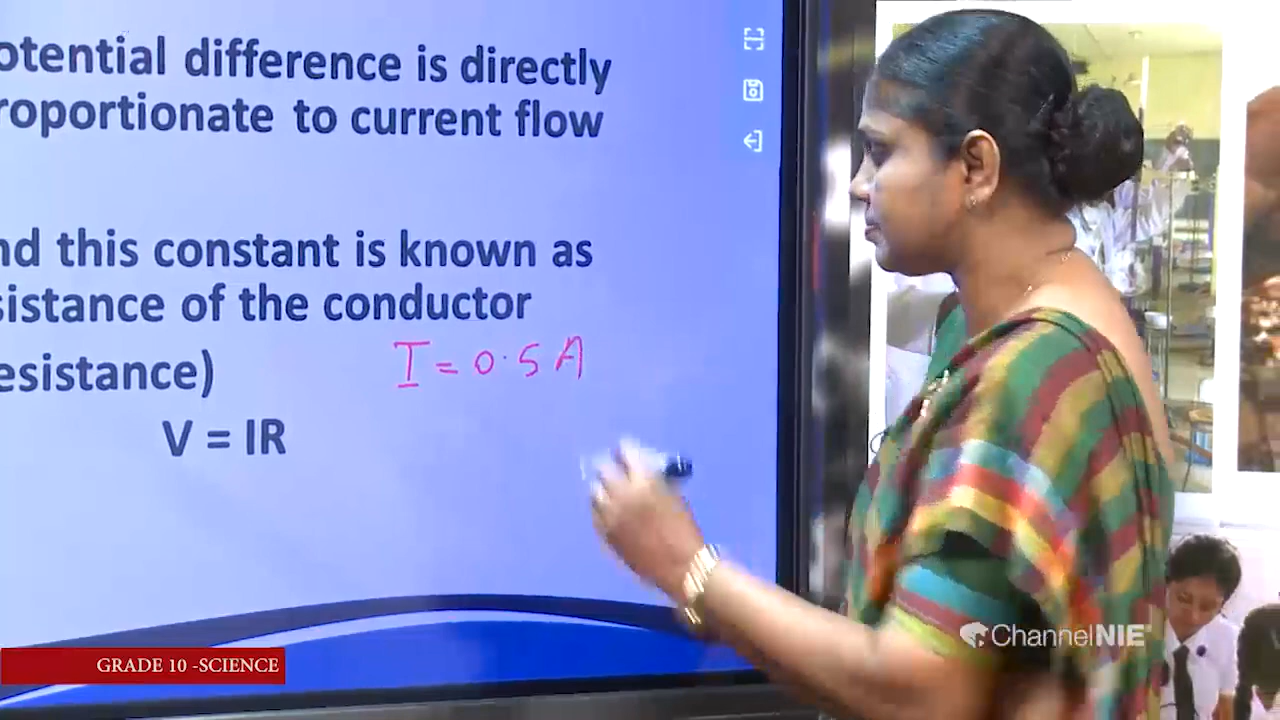 otential difference is directly
roportionate to current flow
nd this constant is known as
sistance of the conductor
esistance)
I = 0.5 A
V = IR
GRADE 10 -SCIENCE
ChannelNIE